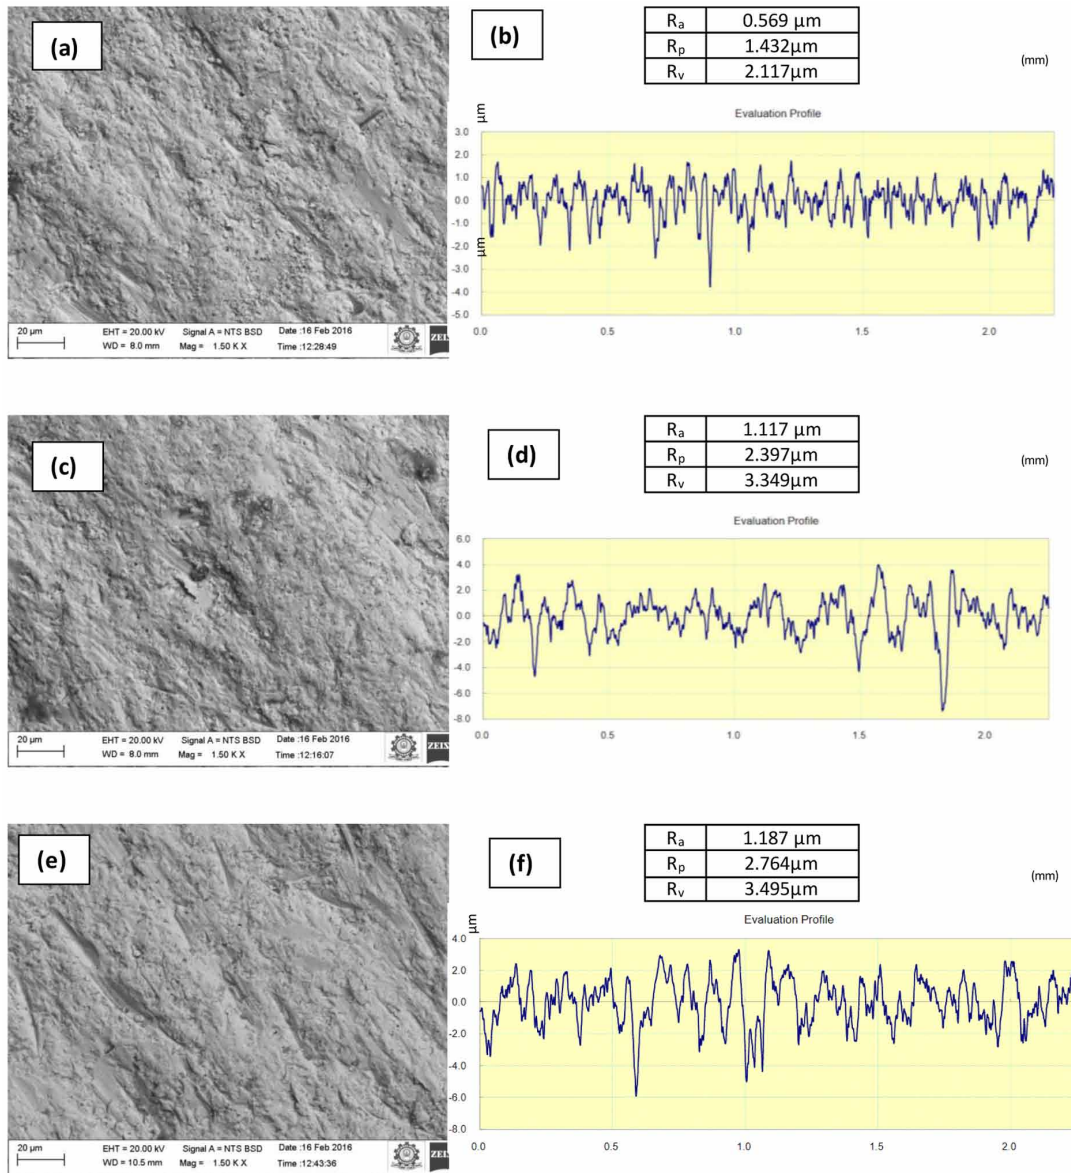 (a)
EHT = 20.00 kV Signal A = NTS BSD Date :16 Feb 2016
20 µm
WD = 8.0 mm Mag = 1.50 K X Time :12:28:49
ZEIS
(b)
Rₐ 0.569 µm
Rₚ 1.432µm
Rᵥ 2.117µm
(mm)
µm
Evaluation Profile
3.0
2.0
1.0
0.0
-1.0
-2.0
µm
-3.0
-4.0
-5.0
0.0 0.5 1.0 1.5 2.0
(c)
20 µm
EHT = 20.00 kV Signal A = NTS BSD Date :16 Feb 2016
WD = 8.0 mm Mag = 1.50 K X Time :12:16:07
ZEIS
(d)
Rₐ 1.117 µm
Rₚ 2.397µm
Rᵥ 3.349µm
(mm)
Evaluation Profile
6.0
4.0
2.0
0.0
-2.0
-4.0
-6.0
-8.0
0.0 0.5 1.0 1.5 2.0
(e)
20 µm
EHT = 20.00 kV Signal A = NTS BSD Date :16 Feb 2016
WD = 10.5 mm Mag = 1.50 K X Time :12:43:36
ZEIS
(f)
Rₐ 1.187 µm
Rₚ 2.764µm
Rᵥ 3.495µm
(mm)
µm
Evaluation Profile
4.0
2.0
0.0
-2.0
-4.0
-6.0
-8.0
0.0 0.5 1.0 1.5 2.0